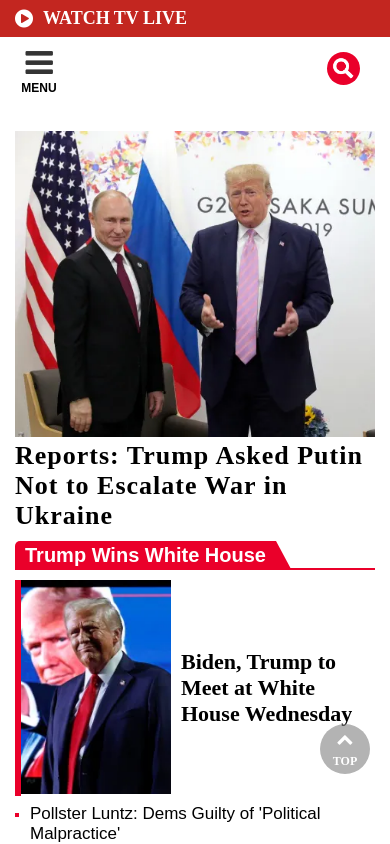 WATCH TV LIVE
MENU
G20 OSAKA SUM
2019
Reports: Trump Asked Putin
Not to Escalate War in
Ukraine
Trump Wins White House
Biden, Trump to
Meet at White
House Wednesday
TOP
Pollster Luntz: Dems Guilty of 'Political
Malpractice'